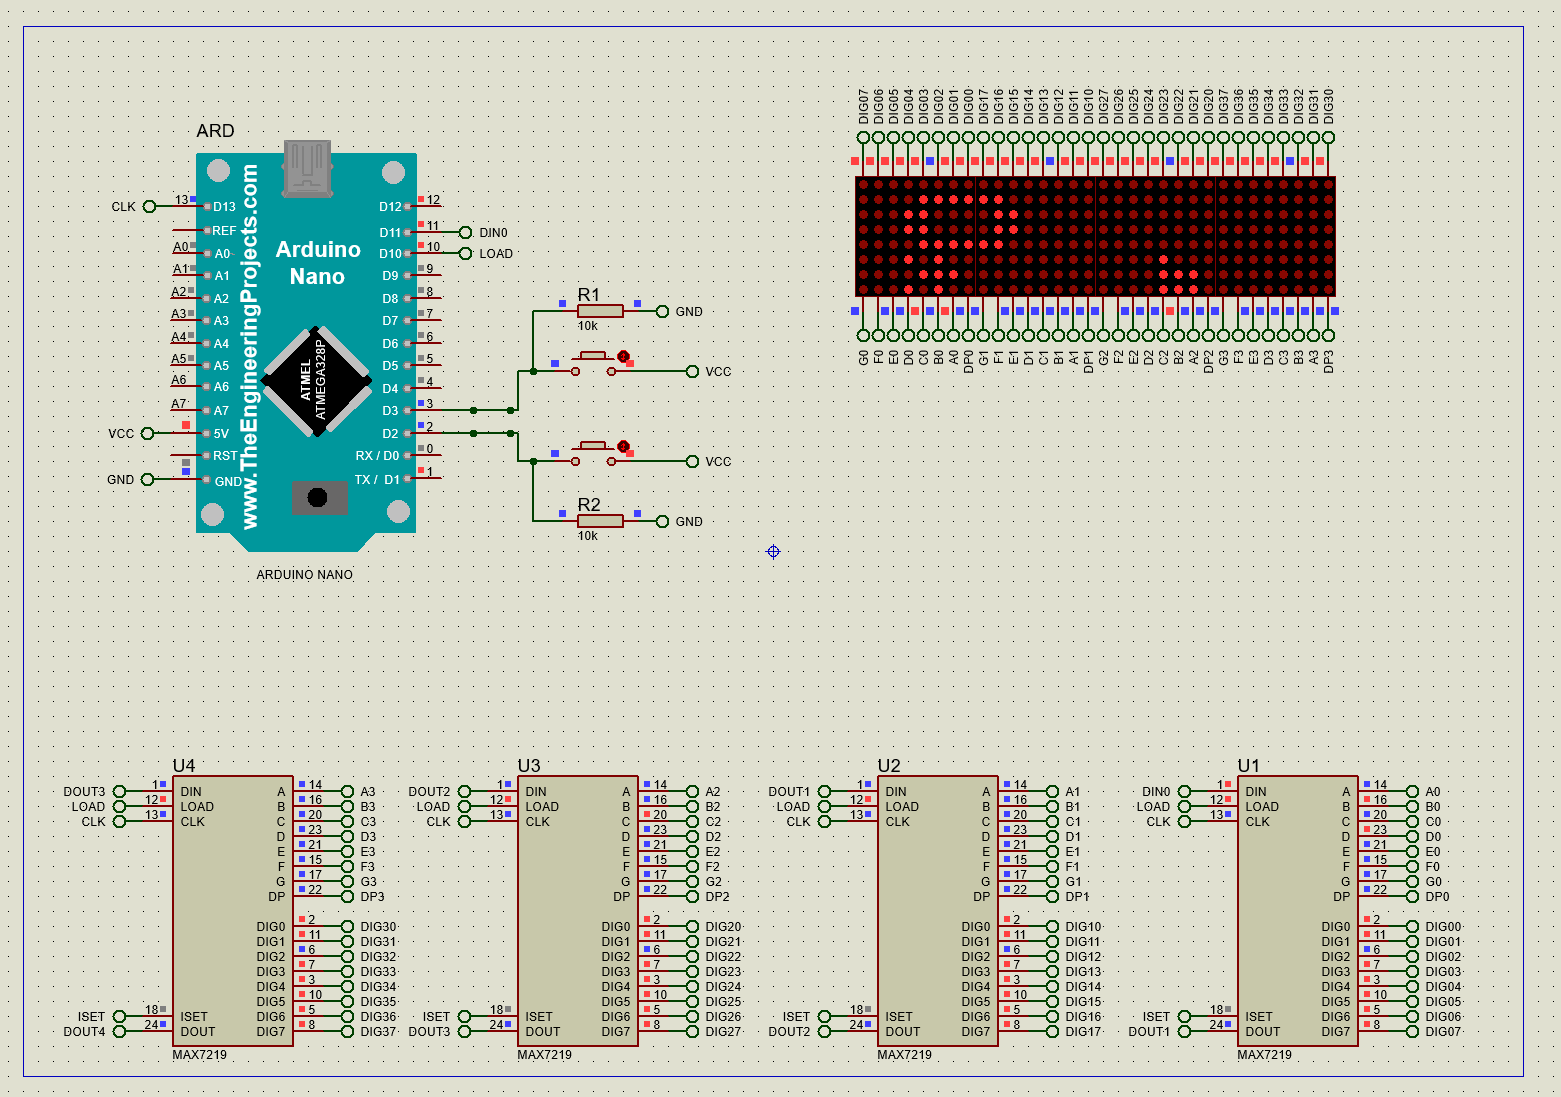 ARD
www.TheEngineeringProjects.com
Arduino
Nano
ATMEL
ATMEGA328P
CLK
13
D13
REF
A0
A0
A1
A1
A2
A2
A3
A3
A4
A4
A5
A5
A6
A6
A7
A7
VCC
5V
RST
GND
GND
D12
12
D11
11
DIN0
D10
10
LOAD
D9
9
D8
8
D7
7
D6
6
D5
5
D4
4
D3
3
D2
2
RX / D0
0
TX / D1
1
ARDUINO NANO
R1
10k
GND
VCC
VCC
R2
10k
GND
DIG07 DIG06 DIG05 DIG04 DIG03 DIG02 DIG01 DIG00 DIG17 DIG16 DIG15 DIG14 DIG13 DIG12 DIG11 DIG10 DIG27 DIG26 DIG25 DIG24 DIG23 DIG22 DIG21 DIG20 DIG37 DIG36 DIG35 DIG34 DIG33 DIG32 DIG31 DIG30
G0 F0 E0 D0 C0 B0 A0 DP0 G1 F1 E1 D1 C1 B1 A1 DP1 G2 F2 E2 D2 C2 B2 A2 DP2 G3 F3 E3 D3 C3 B3 A3 DP3
U4
DOUT3 1 DIN A 14 A3
LOAD 12 LOAD B 16 B3
CLK 13 CLK C 20 C3
D 23 D3
E 21 E3
F 15 F3
G 17 G3
DP 22 DP3
DIG0 2 DIG30
DIG1 11 DIG31
DIG2 6 DIG32
DIG3 7 DIG33
DIG4 3 DIG34
DIG5 10 DIG35
ISET 18 ISET DIG6 5 DIG36
DOUT4 24 DOUT DIG7 8 DIG37
MAX7219
U3
DOUT2 1 DIN A 14 A2
LOAD 12 LOAD B 16 B2
CLK 13 CLK C 20 C2
D 23 D2
E 21 E2
F 15 F2
G 17 G2
DP 22 DP2
DIG0 2 DIG20
DIG1 11 DIG21
DIG2 6 DIG22
DIG3 7 DIG23
DIG4 3 DIG24
DIG5 10 DIG25
ISET 18 ISET DIG6 5 DIG26
DOUT3 24 DOUT DIG7 8 DIG27
MAX7219
U2
DOUT1 1 DIN A 14 A1
LOAD 12 LOAD B 16 B1
CLK 13 CLK C 20 C1
D 23 D1
E 21 E1
F 15 F1
G 17 G1
DP 22 DP1
DIG0 2 DIG10
DIG1 11 DIG11
DIG2 6 DIG12
DIG3 7 DIG13
DIG4 3 DIG14
DIG5 10 DIG15
ISET 18 ISET DIG6 5 DIG16
DOUT2 24 DOUT DIG7 8 DIG17
MAX7219
U1
DIN0 1 DIN A 14 A0
LOAD 12 LOAD B 16 B0
CLK 13 CLK C 20 C0
D 23 D0
E 21 E0
F 15 F0
G 17 G0
DP 22 DP0
DIG0 2 DIG00
DIG1 11 DIG01
DIG2 6 DIG02
DIG3 7 DIG03
DIG4 3 DIG04
DIG5 10 DIG05
ISET 18 ISET DIG6 5 DIG06
DOUT1 24 DOUT DIG7 8 DIG07
MAX7219